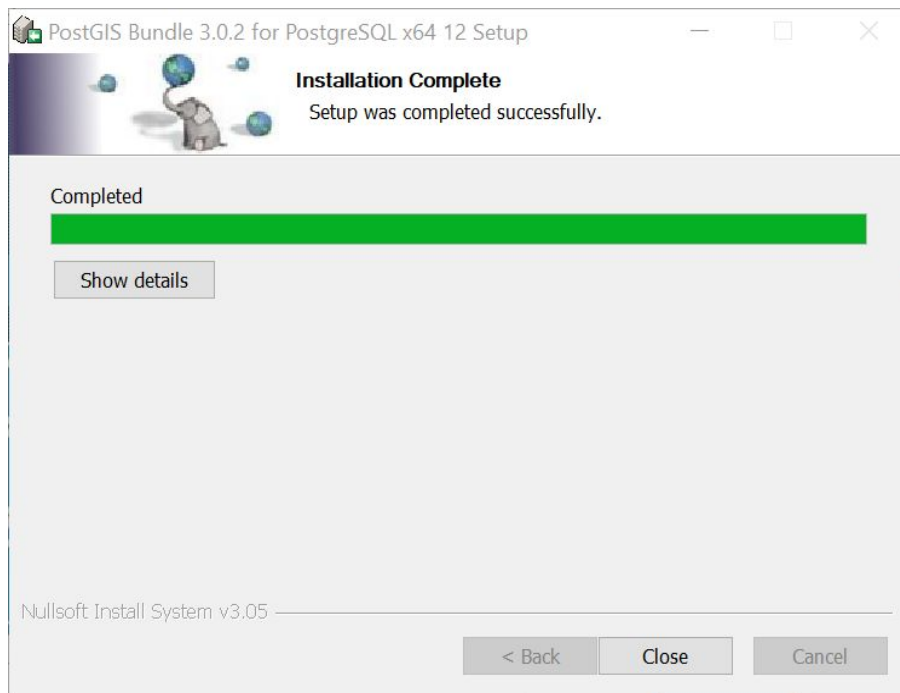 PostGIS Bundle 3.0.2 for PostgreSQL x64 12 Setup
Installation Complete
Setup was completed successfully.
Completed
Show details
Nullsoft Install System v3.05
< Back
Close
Cancel